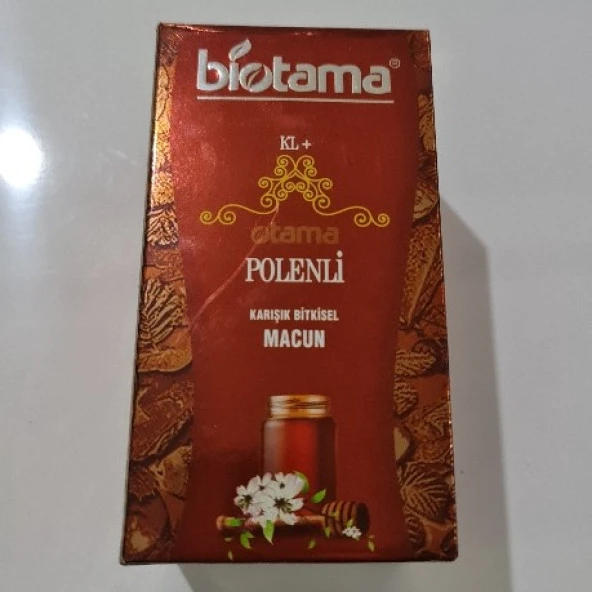 biotama®
KL +
otama
POLENLİ
KARIŞIK BİTKİSEL
MACUN